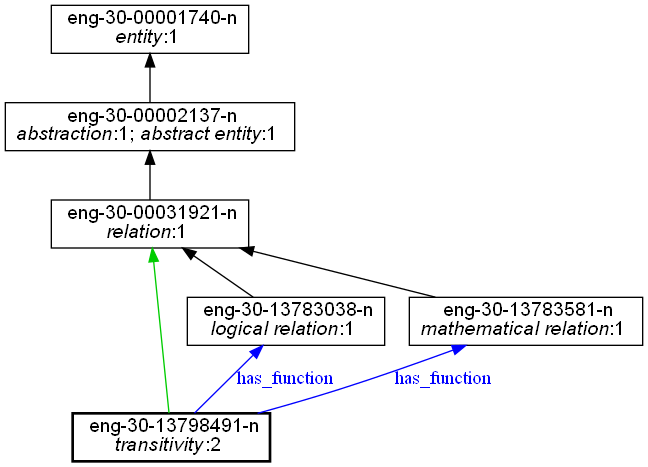 eng-30-00001740-n
entity:1
eng-30-00002137-n
abstraction:1; abstract entity:1
eng-30-00031921-n
relation:1
eng-30-13783038-n
logical relation:1
eng-30-13783581-n
mathematical relation:1
has_function
has_function
eng-30-13798491-n
transitivity:2